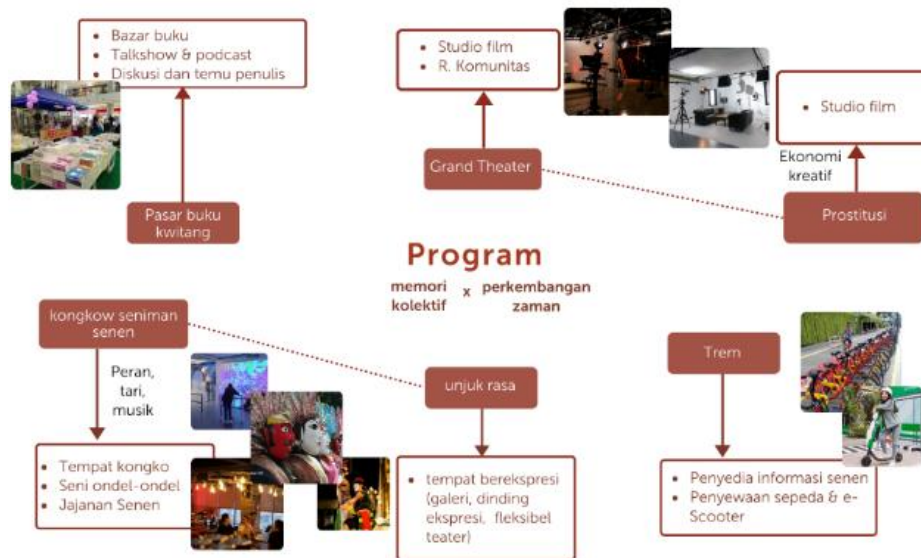 • Bazar buku
• Talkshow & podcast
• Diskusi dan temu penulis
• Studio film
• R. Komunitas
• Studio film
Ekonomi
kreatif
Grand Theater
Pasar buku
kwitang
Prostitusi
Program
memori
kolektif
x
perkembangan
zaman
kongkow seniman
senen
Peran,
tari,
musik
unjuk rasa
Trem
• Tempat kongko
• Seni ondel-ondel
• Jajanan Senen
• tempat berekspresi
(galeri, dinding
ekspresi, fleksibel
teater)
• Penyedia informasi senen
• Penyewaan sepeda & e-
Scooter